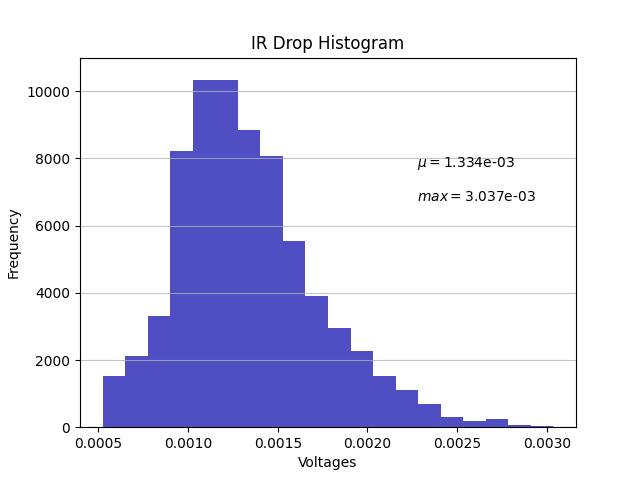 IR Drop Histogram
10000
8000
6000
4000
2000
0
Frequency
μ = 1.334e-03
max = 3.037e-03
0.0005 0.0010 0.0015 0.0020 0.0025 0.0030
Voltages